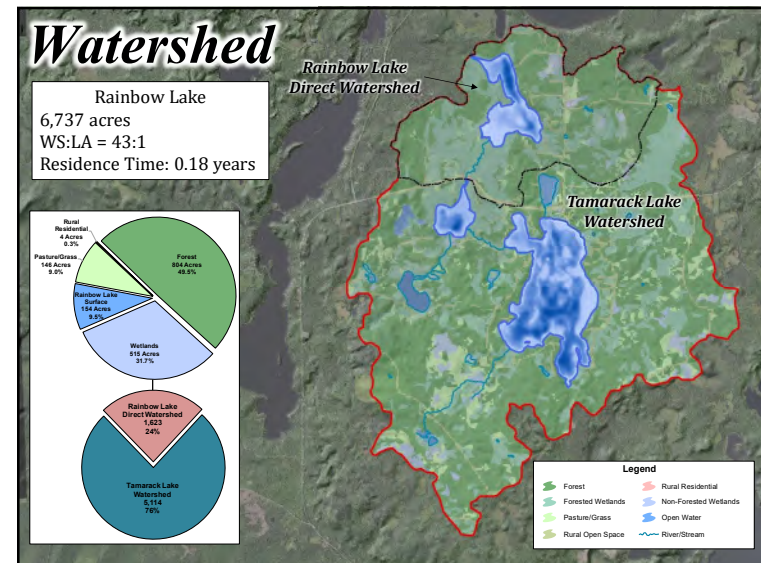 Watershed
Rainbow Lake
6,737 acres
WS:LA = 43:1
Residence Time: 0.18 years
Rainbow Lake
Direct Watershed
Tamarack Lake
Watershed
Rural
Residential
4 Acres
0.3%
Pasture/Grass
146 Acres
9.0%
Rainbow Lake
Surface
154 Acres
9.5%
Forest
804 Acres
49.5%
Wetlands
515 Acres
31.7%
Rainbow Lake
Direct Watershed
1,623
24%
Tamarack Lake
Watershed
5,114
76%
Legend
Forest
Forested Wetlands
Pasture/Grass
Rural Open Space
Rural Residential
Non-Forested Wetlands
Open Water
River/Stream